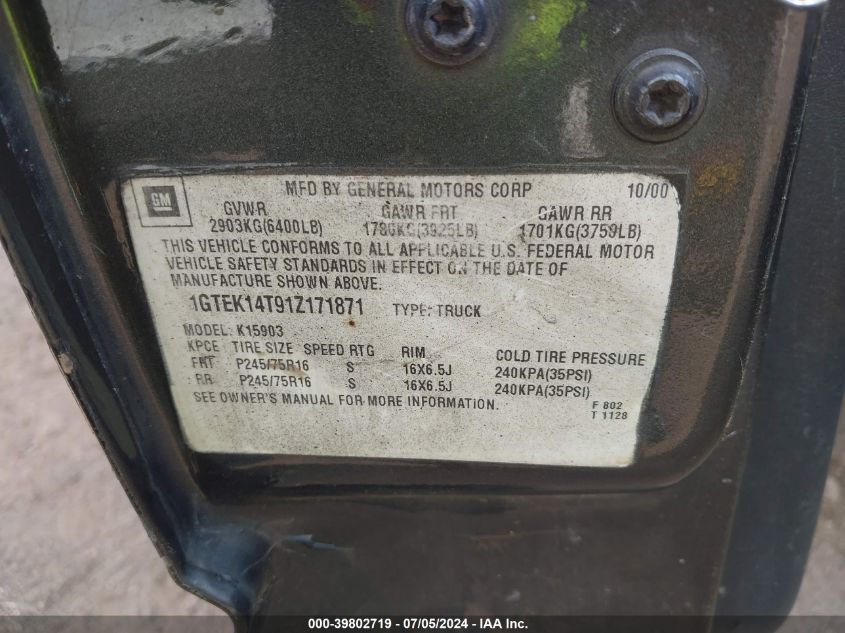 GM
MFD BY GENERAL MOTORS CORP 10/00
GVWR GAWR FRT GAWR RR
2903KG(6400LB) 1780KG(3925LB) 1701KG(3750LB)
THIS VEHICLE CONFORMS TO ALL APPLICABLE U.S. FEDERAL MOTOR
VEHICLE SAFETY STANDARDS IN EFFECT ON THE DATE OF
MANUFACTURE SHOWN ABOVE.
1GTEK14T91Z171871 TYPE: TRUCK
MODEL: K15903
KPCE TIRE SIZE SPEED RTG RIM COLD TIRE PRESSURE
FRT P245/75R16 S 16X6.5J 240KPA(35PSI)
RR P245/75R16 S 16X6.5J 240KPA(35PSI)
SEE OWNER'S MANUAL FOR MORE INFORMATION.
F 802
T 1128
000-39802719 - 07/05/2024 - IAA Inc.